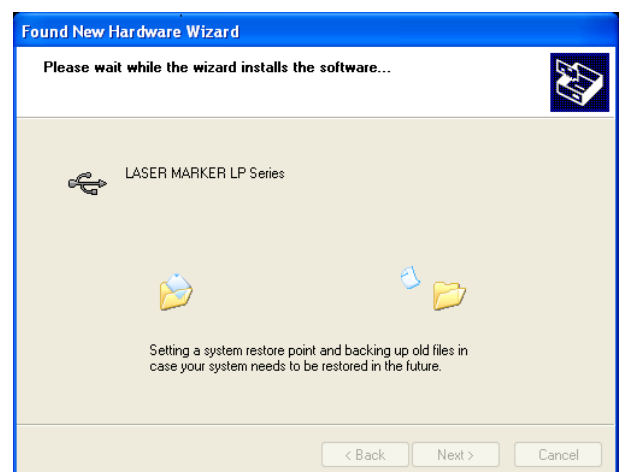 Found New Hardware Wizard
Please wait while the wizard installs the software...
LASER MARKER LP Series
Setting a system restore point and backing up old files in
case your system needs to be restored in the future.
< Back
Next >
Cancel